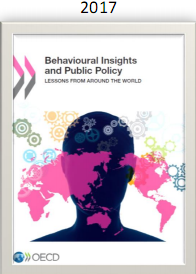 2017
Behavioural Insights
and Public Policy
LESSONS FROM AROUND THE WORLD
OECD